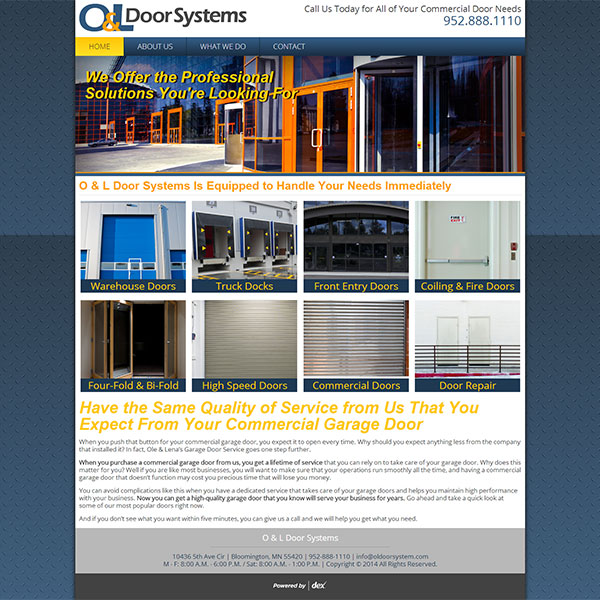 O&L Door Systems
Call Us Today for All of Your Commercial Door Needs
952.888.1110
HOME ABOUT US WHAT WE DO CONTACT
We Offer the Professional
Solutions You're Looking For
O & L Door Systems Is Equipped to Handle Your Needs Immediately
FIRE
Warehouse Doors Truck Docks Front Entry Doors Coiling & Fire Doors
Four-Fold & Bi-Fold High Speed Doors Commercial Doors Door Repair
Have the Same Quality of Service from Us That You
Expect From Your Commercial Garage Door
When you push that button for your commercial garage door, you expect it to open every time. Why should you expect anything less from the company
that installed it? In fact, Ole & Lena's Garage Door Service goes one step further.
When you purchase a commercial garage door from us, you get a lifetime of service that you can rely on to take care of your garage door. Why does this
matter for you? Well if you are like most businesses, you will want to make sure that your operations run smoothly all the time, and having a commercial
garage door that doesn't function may cost you precious time that will lose you money.
You can avoid complications like this when you have a dedicated service that takes care of your garage doors and helps you maintain high performance
with your business. Now you can get a high-quality garage door that you know will serve your business for years. Go ahead and take a quick look at
some of our most popular doors right now.
And if you don't see what you want within five minutes, you can give us a call and we will help you get what you need.
O & L Door Systems
10436 5th Ave Cir | Bloomington, MN 55420 | 952-888-1110 | info@oldoorsystem.com
M - F: 8:00 A.M. - 6:00 P.M. / Sat: 8:00 A.M. - 1:00 P.M. | Copyright © 2014 All Rights Reserved.
Powered by dex